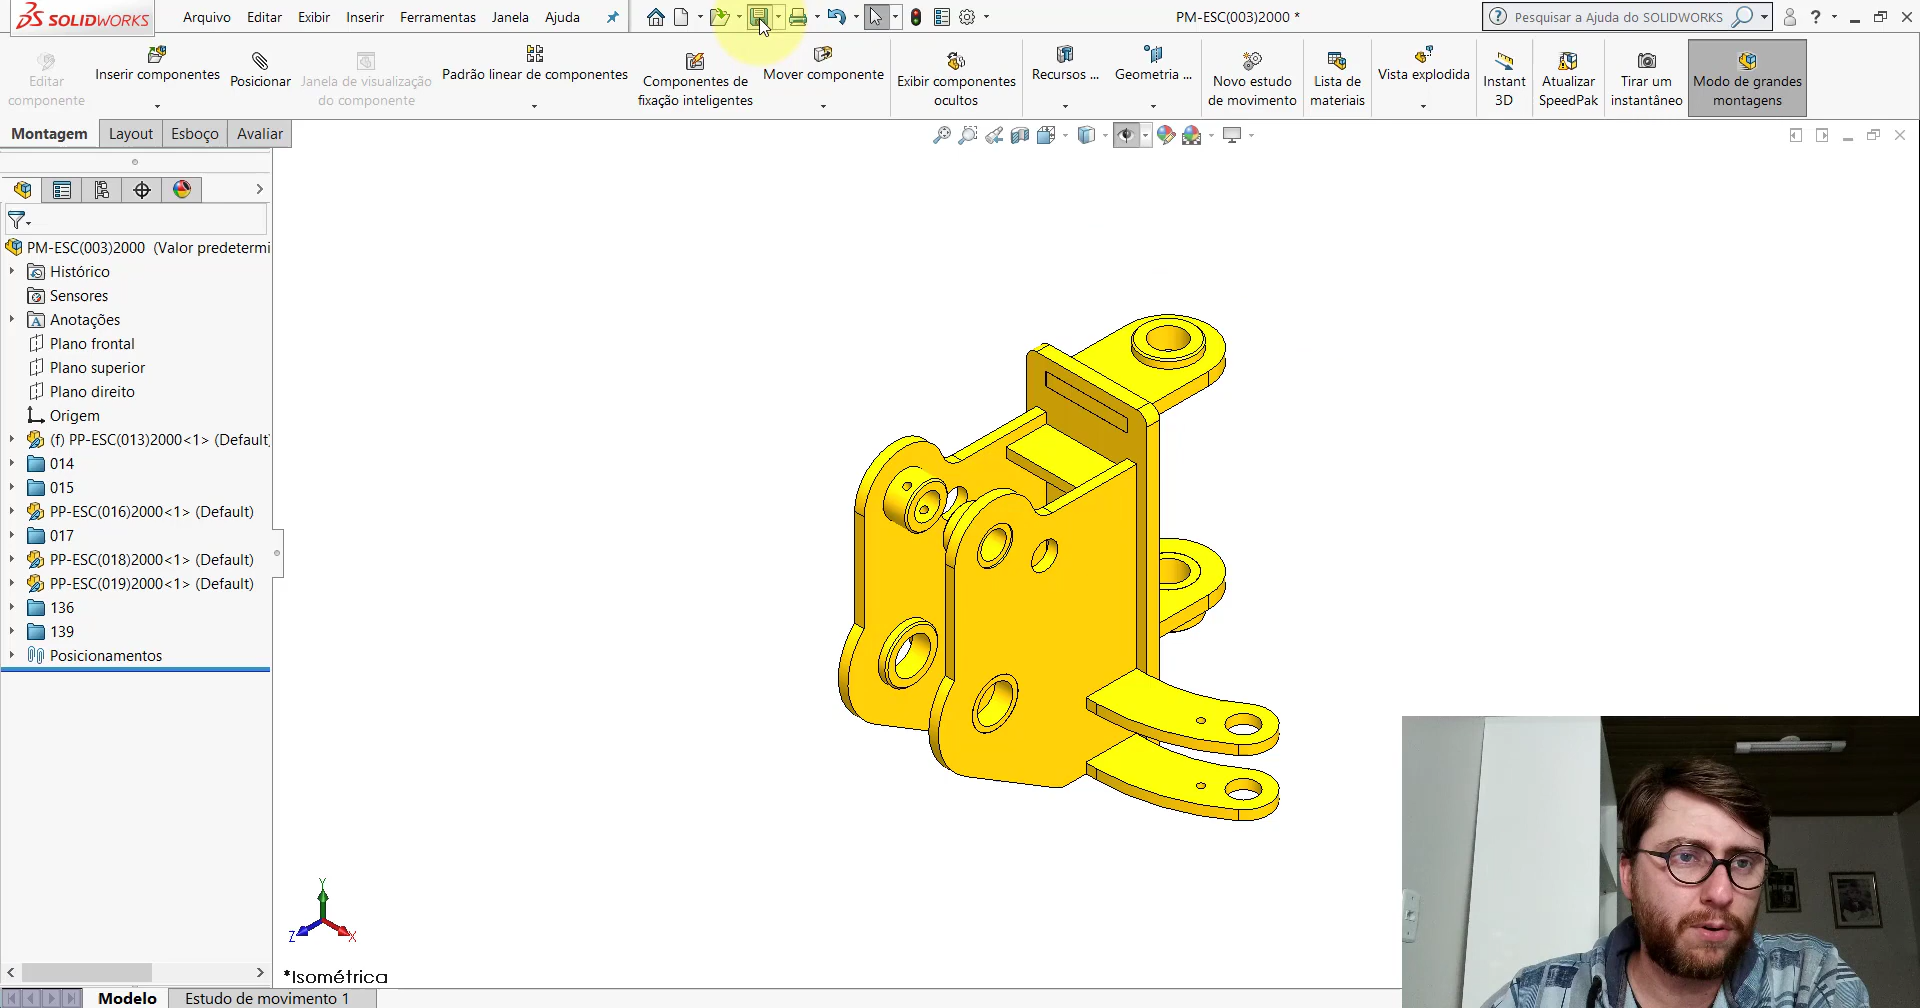 SOLIDWORKS
Arquivo Editar Exibir Inserir Ferramentas Janela Ajuda
PM-ESC(003)2000 *
Pesquisar a Ajuda do SOLIDWORKS
?
Editar componente
Inserir componentes
Posicionar
Janela de visualização do componente
Padrão linear de componentes
Componentes de fixação inteligentes
Mover componente
Exibir componentes ocultos
Recursos ...
Geometria ...
Novo estudo de movimento
Lista de materiais
Vista explodida
Instant 3D
Atualizar SpeedPak
Tirar um instantâneo
Modo de grandes montagens
Montagem Layout Esboço Avaliar
PM-ESC(003)2000 (Valor predetermi
Histórico
Sensores
Anotações
Plano frontal
Plano superior
Plano direito
Origem
(f) PP-ESC(013)2000<1> (Default)
014
015
PP-ESC(016)2000<1> (Default)
017
PP-ESC(018)2000<1> (Default)
PP-ESC(019)2000<1> (Default)
136
139
Posicionamentos
Y
Z
X
*Isométrica
Modelo Estudo de movimento 1